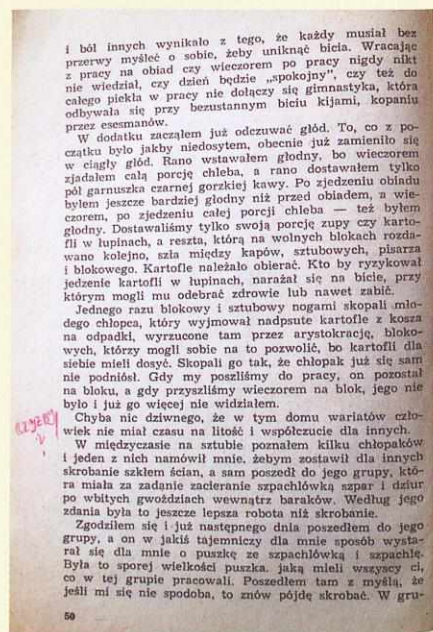 i ból innych wynikało z tego, że każdy musiał bez
przerwy myśleć o sobie, żeby uniknąć bicia. Wracając
z pracy na obiad czy wieczorem po pracy nigdy nikt
nie wiedział, czy dzień będzie „spokojny", czy też do
całego piekła w pracy nie dołączy się gimnastyka, która
odbywała się przy bezustannym biciu kijami, kopaniu
przez esesmanów.
W dodatku zacząłem już odczuwać głód. To, co z po-
czątku było jakby niedosytem, obecnie już zamieniło się
w ciągły głód. Rano wstawałem głodny, bo wieczorem
zjadałem całą porcję chleba, a rano dostawałem tylko
pół garnuszka czarnej gorzkiej kawy. Po zjedzeniu obiadu
byłem jeszcze bardziej głodny niż przed obiadem, a wie-
czorem, po zjedzeniu całej porcji chleba — też byłem
głodny. Dostawaliśmy tylko swoją porcję zupy czy karto-
fli w łupinach, a reszta, którą na wolnych blokach rozda-
wano kolejno, szła między kapów, sztubowych, pisarza
i blokowego. Kartofle należało obierać. Kto by ryzykował
jedzenie kartofli w łupinach, narażał się na bicie, przy
którym mogli mu odebrać zdrowie lub nawet zabić.
Jednego razu blokowy i sztubowy nogami skopali mło-
dego chłopca, który wyjmował nadpsute kartofle z kosza
na odpadki, wyrzucone tam przez arystokrację, bloko-
wych, którzy mogli sobie na to pozwolić, bo kartofli dla
siebie mieli dosyć. Skopali go tak, że chłopak już się sam
nie podniósł. Gdy my poszliśmy do pracy, on pozostał
na bloku, a gdy przyszliśmy wieczorem na blok, jego nie
było i już go więcej nie widziałem.
Chyba nic dziwnego, że w tym domu wariatów czło-
wiek nie miał czasu na litość i współczucie dla innych.
W międzyczasie na sztubie poznałem kilku chłopaków
i jeden z nich namówił mnie, żebym zostawił dla innych
skrobanie szkłem ścian, a sam poszedł do jego grupy, któ-
ra miała za zadanie zacieranie szpachlówką szpar i dziur
po wbitych gwoździach wewnątrz baraków. Według jego
zdania była to jeszcze lepsza robota niż skrobanie.
Zgodziłem się i już następnego dnia poszedłem do jego
grupy, a on w jakiś tajemniczy dla mnie sposób wysta-
rał się dla mnie o puszkę ze szpachlówką i szpachlę.
Była to sporej wielkości puszka, jaką mieli wszyscy ci,
co w tej grupie pracowali. Poszedłem tam z myślą, że
jeśli mi się nie spodoba, to znów pójdę skrobać. W gru-
50